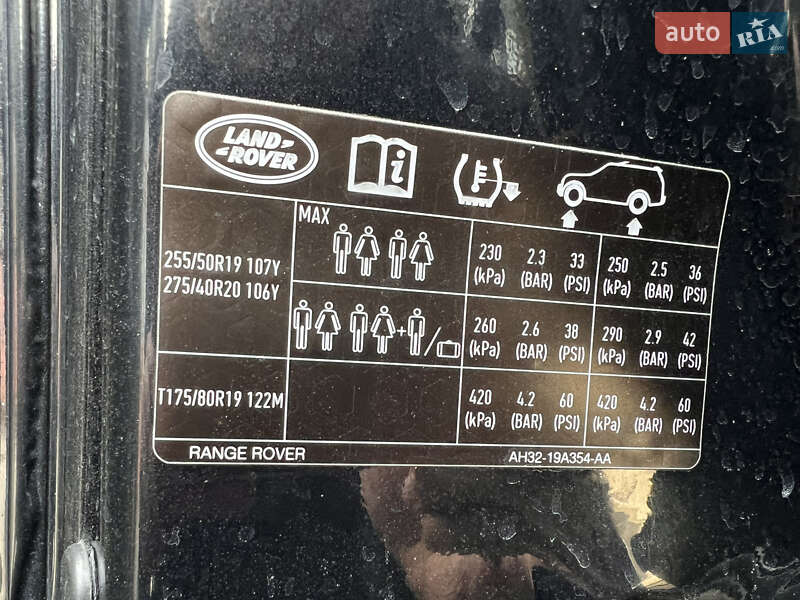 auto RIA
.com
LAND
ROVER
i
MAX
255/50R19 107Y
275/40R20 106Y
230 2.3 33 250 2.5 36
(kPa) (BAR) (PSI) (kPa) (BAR) (PSI)
+ /
260 2.6 38 290 2.9 42
(kPa) (BAR) (PSI) (kPa) (BAR) (PSI)
T175/80R19 122M
420 4.2 60 420 4.2 60
(kPa) (BAR) (PSI) (kPa) (BAR) (PSI)
RANGE ROVER AH32-19A354-AA